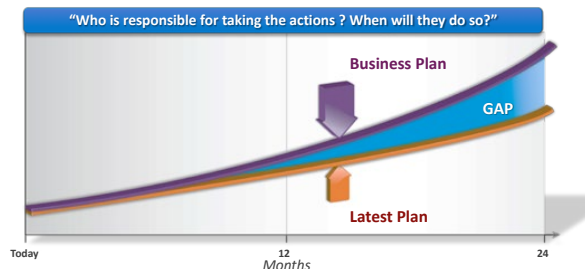 “Who is responsible for taking the actions ? When will they do so?”
Business Plan
GAP
Latest Plan
Today
12
24
Months